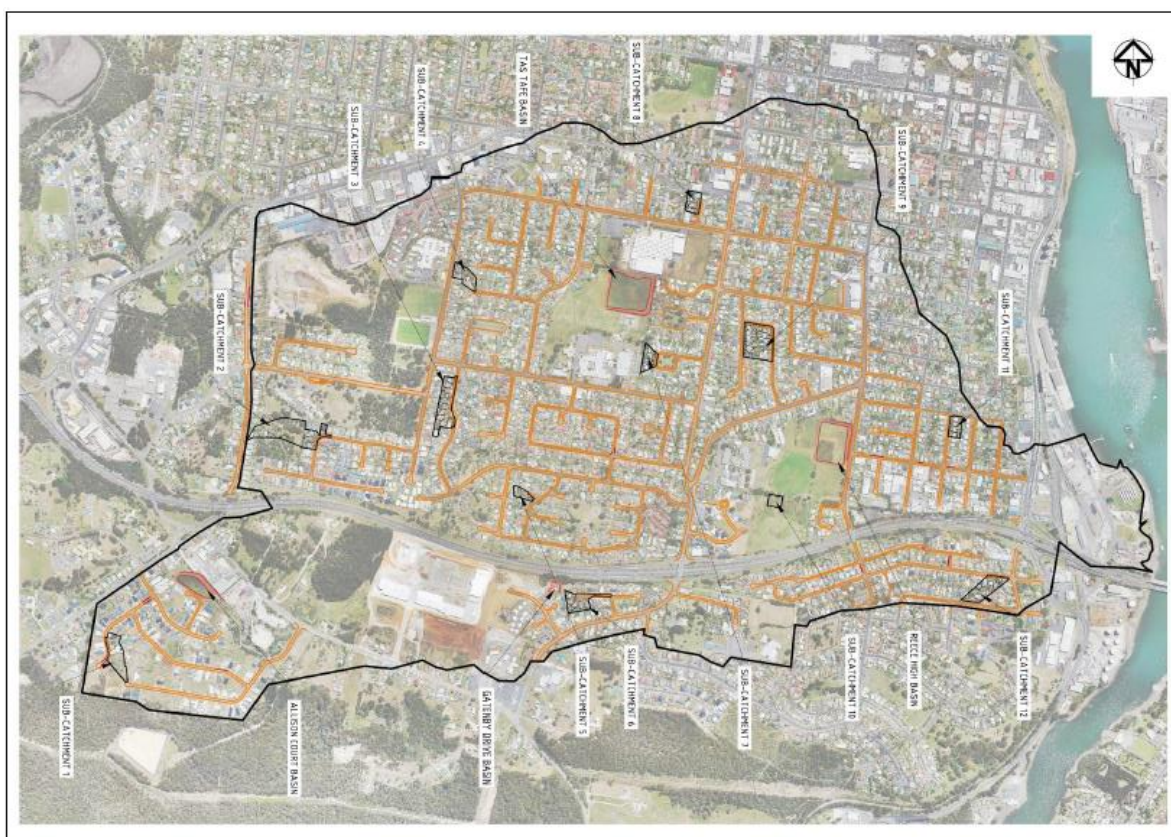 SUB-CATCHMENT 8
TAS TAFE BASIN
SUB-CATCHMENT 4
SUB-CATCHMENT 3
SUB-CATCHMENT 9
SUB-CATCHMENT 11
SUB-CATCHMENT 2
SUB-CATCHMENT 1
ALLISON COURT BASIN
GATENBY DRIVE BASIN
SUB-CATCHMENT 5
SUB-CATCHMENT 6
SUB-CATCHMENT 7
SUB-CATCHMENT 10
REECE HIGH BASIN
SUB-CATCHMENT 12
N